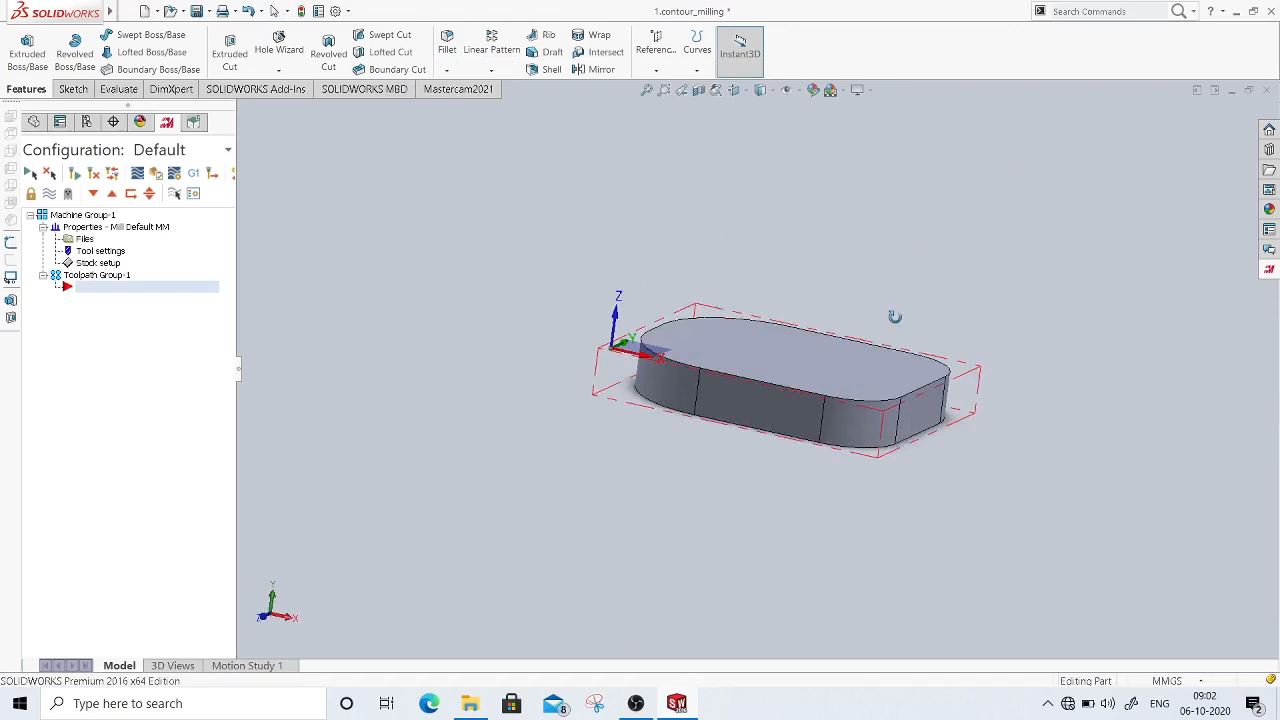 SOLIDWORKS
1.contour_milling *
Search Commands
Extruded Boss/Base
Revolved Boss/Base
Swept Boss/Base
Lofted Boss/Base
Boundary Boss/Base
Extruded Cut
Hole Wizard
Revolved Cut
Swept Cut
Lofted Cut
Boundary Cut
Fillet
Linear Pattern
Rib
Draft
Shell
Wrap
Intersect
Mirror
Referenc...
Curves
Instant3D
Features
Sketch
Evaluate
DimXpert
SOLIDWORKS Add-Ins
SOLIDWORKS MBD
Mastercam2021
Configuration: Default
G1
Machine Group-1
Properties - Mill Default MM
Files
Tool settings
Stock setup
Toolpath Group-1
Z
Y
X
Y
Z
X
Model
3D Views
Motion Study 1
SOLIDWORKS Premium 2016 x64 Edition
Editing Part
MMGS
Type here to search
8
ENG
09:02
06-10-2020
2